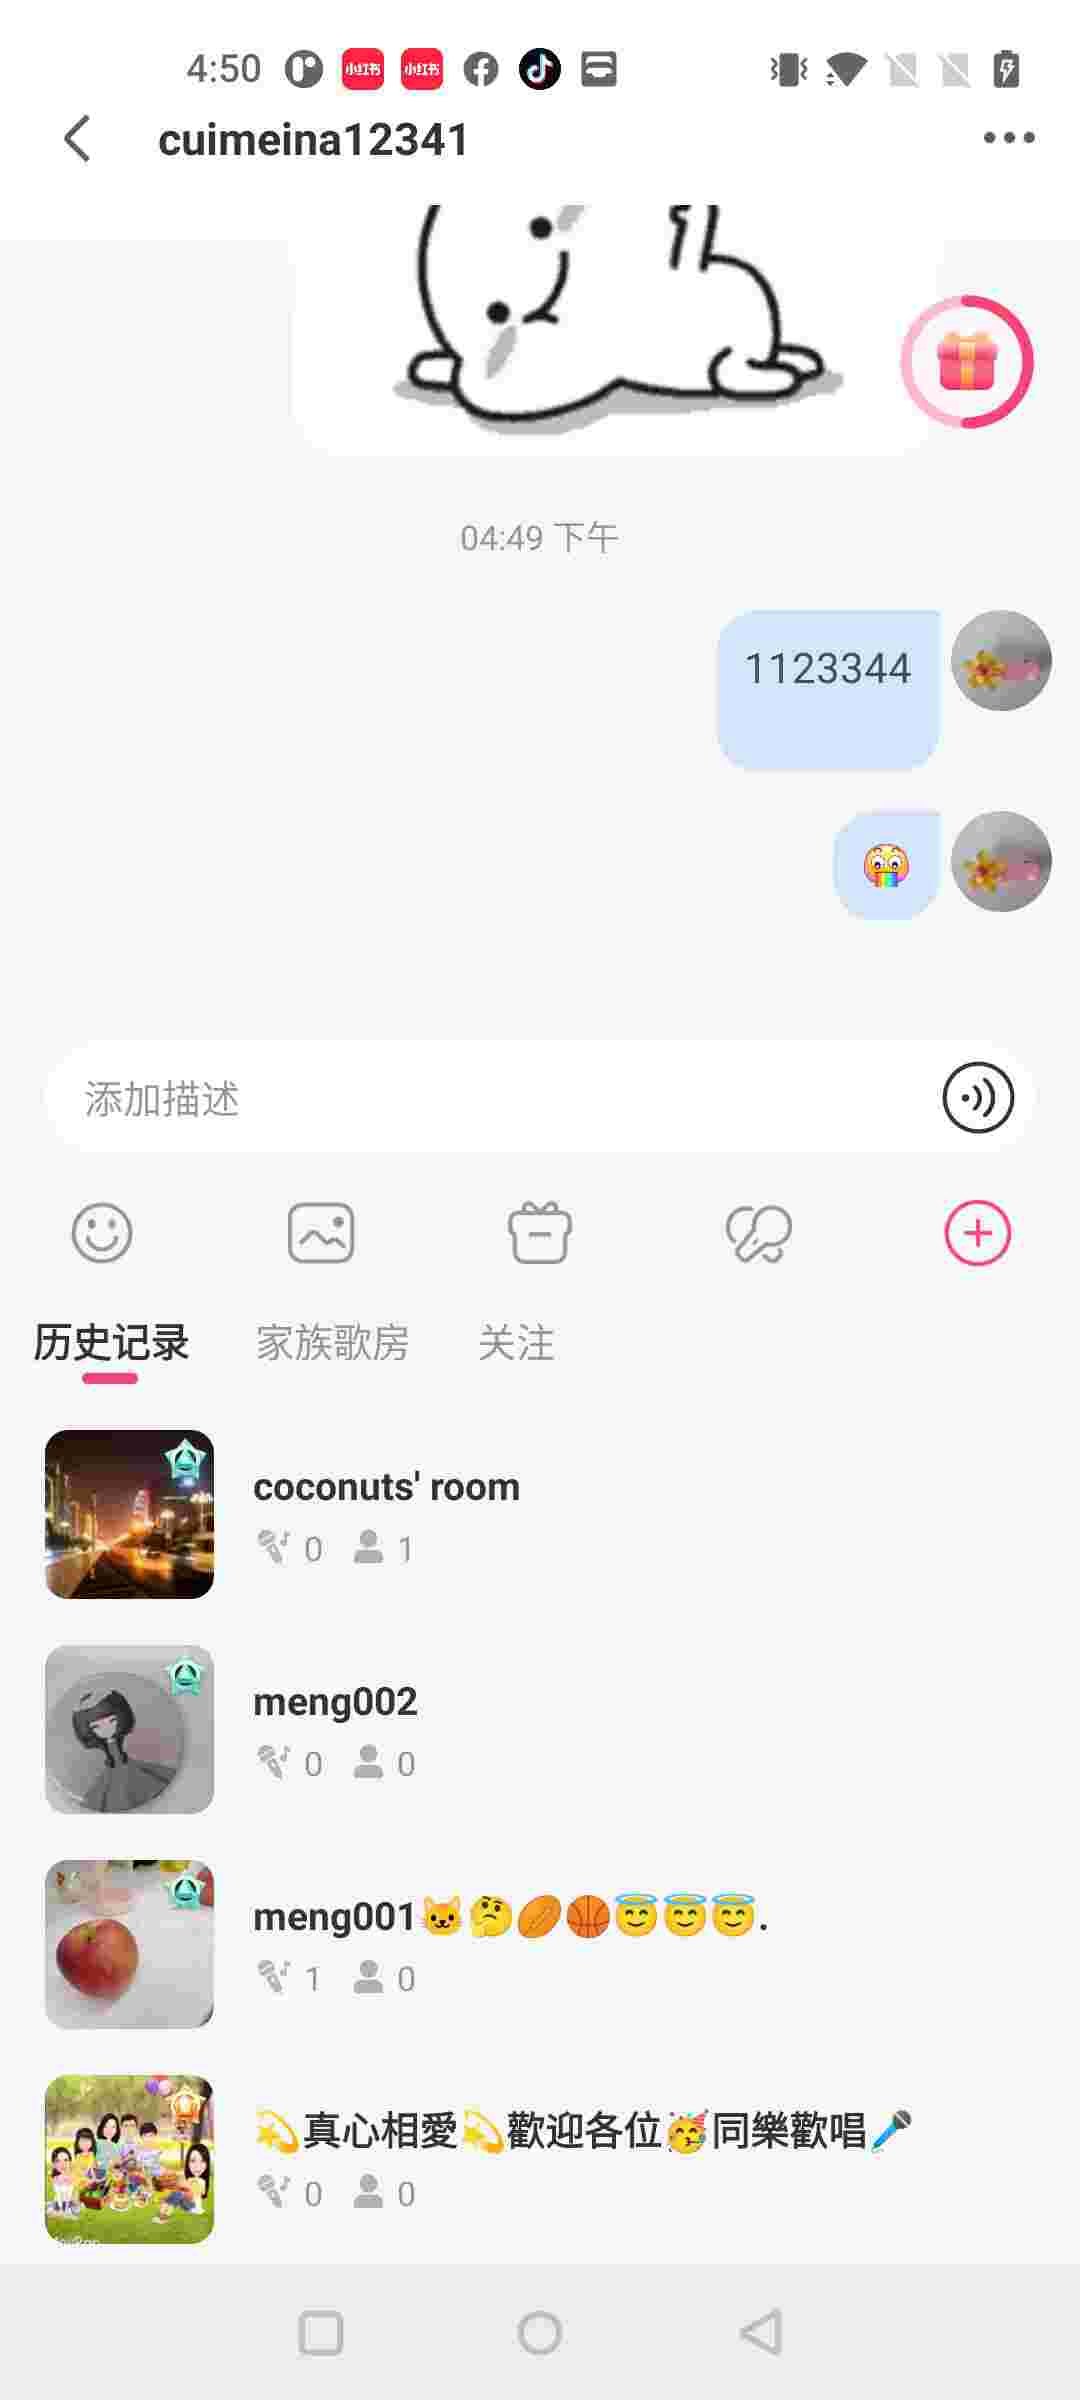 4:50
小红书 小红书
cuimeina12341
04:49 下午
1123344
添加描述
历史记录 家族歌房 关注
coconuts' room
0 1
meng002
0 0
meng001🐱🤔🏉🏀😇😇😇.
1 0
💫真心相愛💫歡迎各位🥳同樂歡唱🎤
0 0